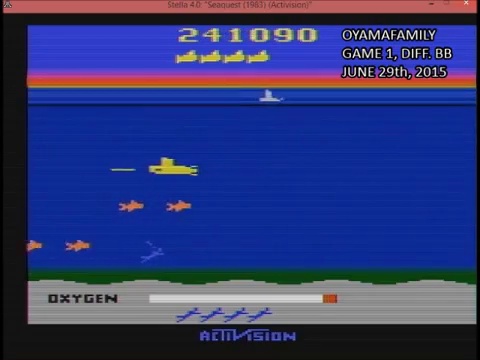 Stella 4.0: "Seaquest (1983) (Activision)"
241090
OYAMAFAMILY
GAME 1, DIFF. BB
JUNE 29th, 2015
OXYGEN
ACTIVISION